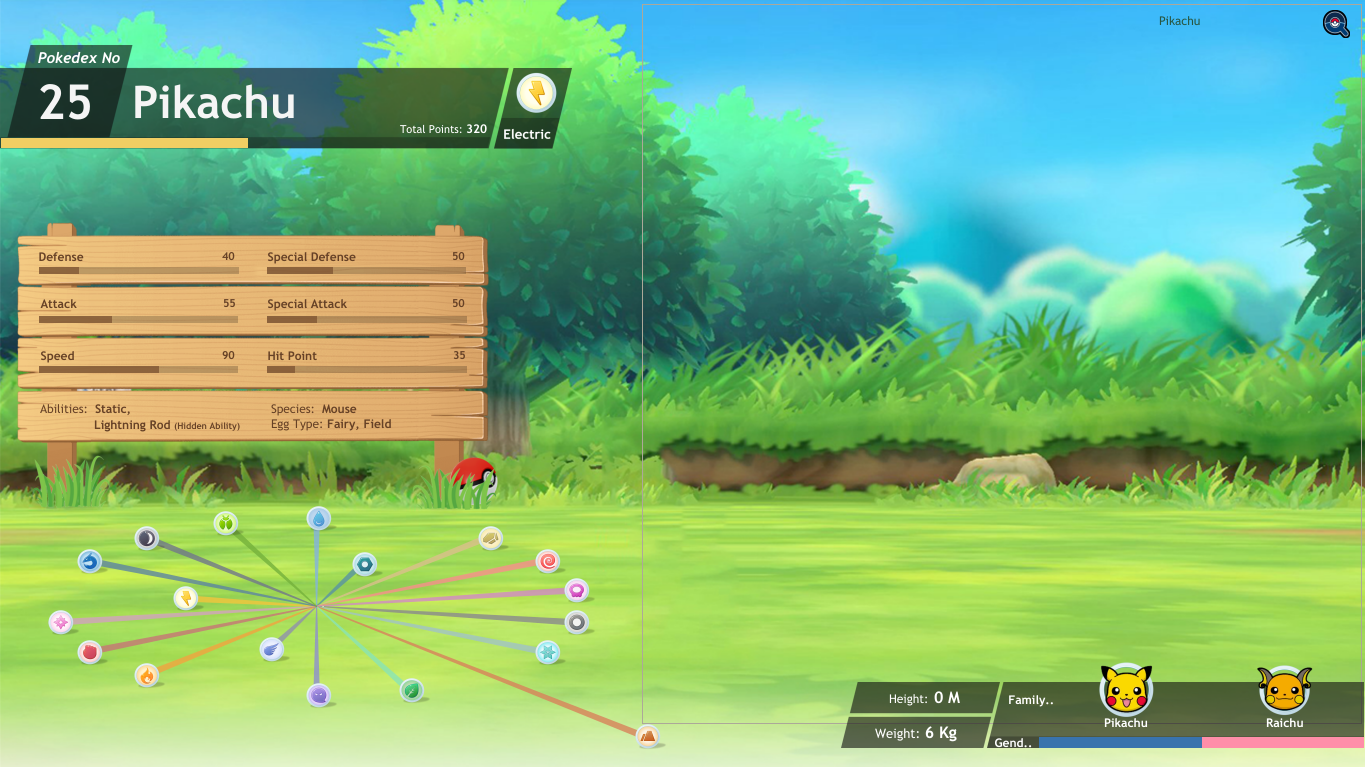 Pikachu
Pokedex No
25 Pikachu
Total Points: 320
Electric
Defense 40
Special Defense 50
Attack 55
Special Attack 50
Speed 90
Hit Point 35
Abilities: Static,
Lightning Rod (Hidden Ability)
Species: Mouse
Egg Type: Fairy, Field
Height: 0 M
Weight: 6 Kg
Family..
Pikachu
Raichu
Gend..